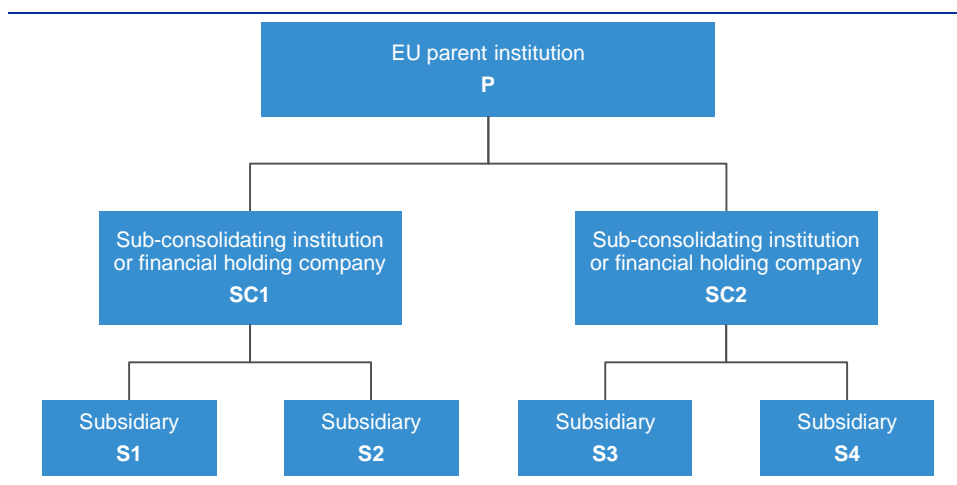 EU parent institution
P
Sub-consolidating institution
or financial holding company
SC1
Sub-consolidating institution
or financial holding company
SC2
Subsidiary
S1
Subsidiary
S2
Subsidiary
S3
Subsidiary
S4